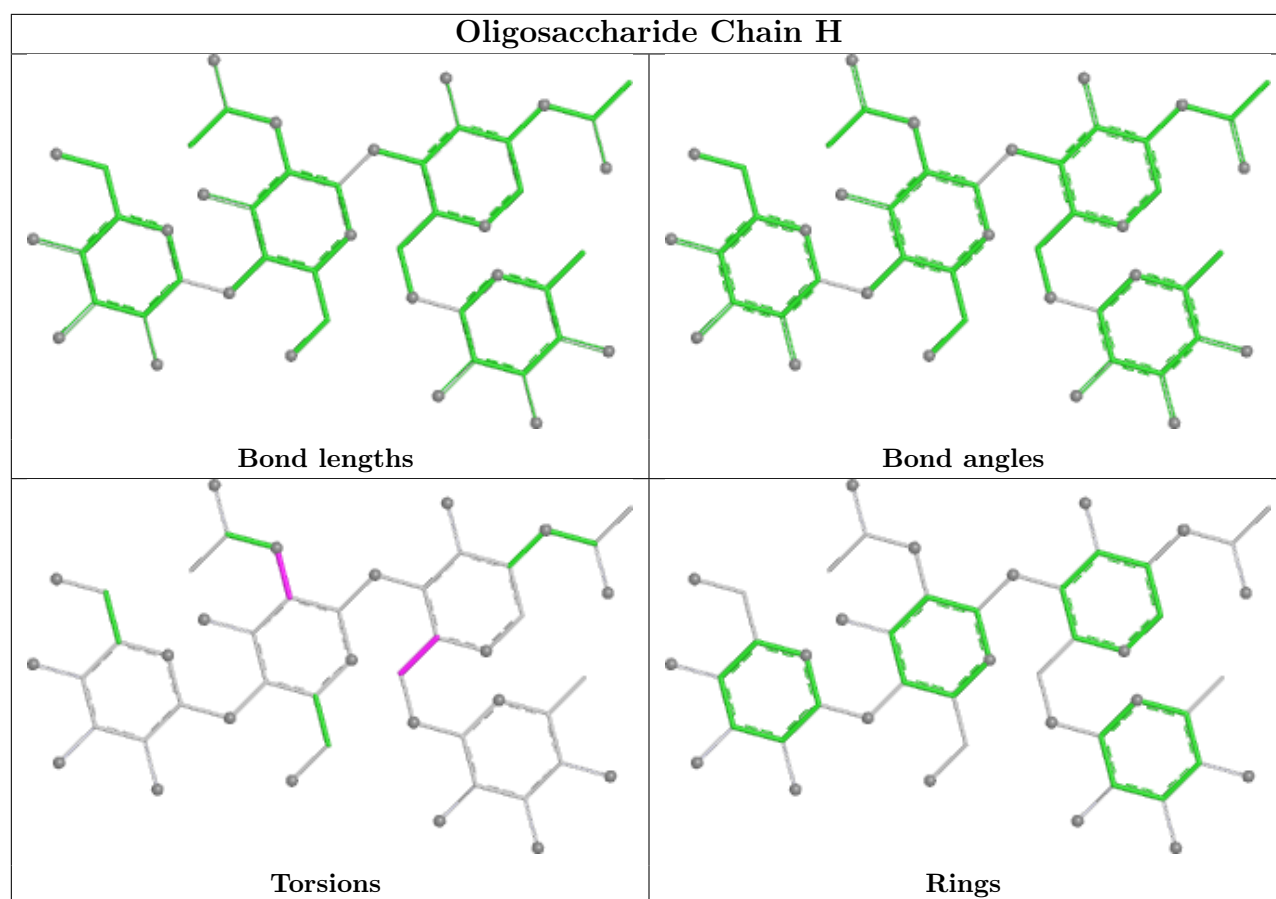 Oligosaccharide Chain H
Bond lengths
Bond angles
Torsions
Rings